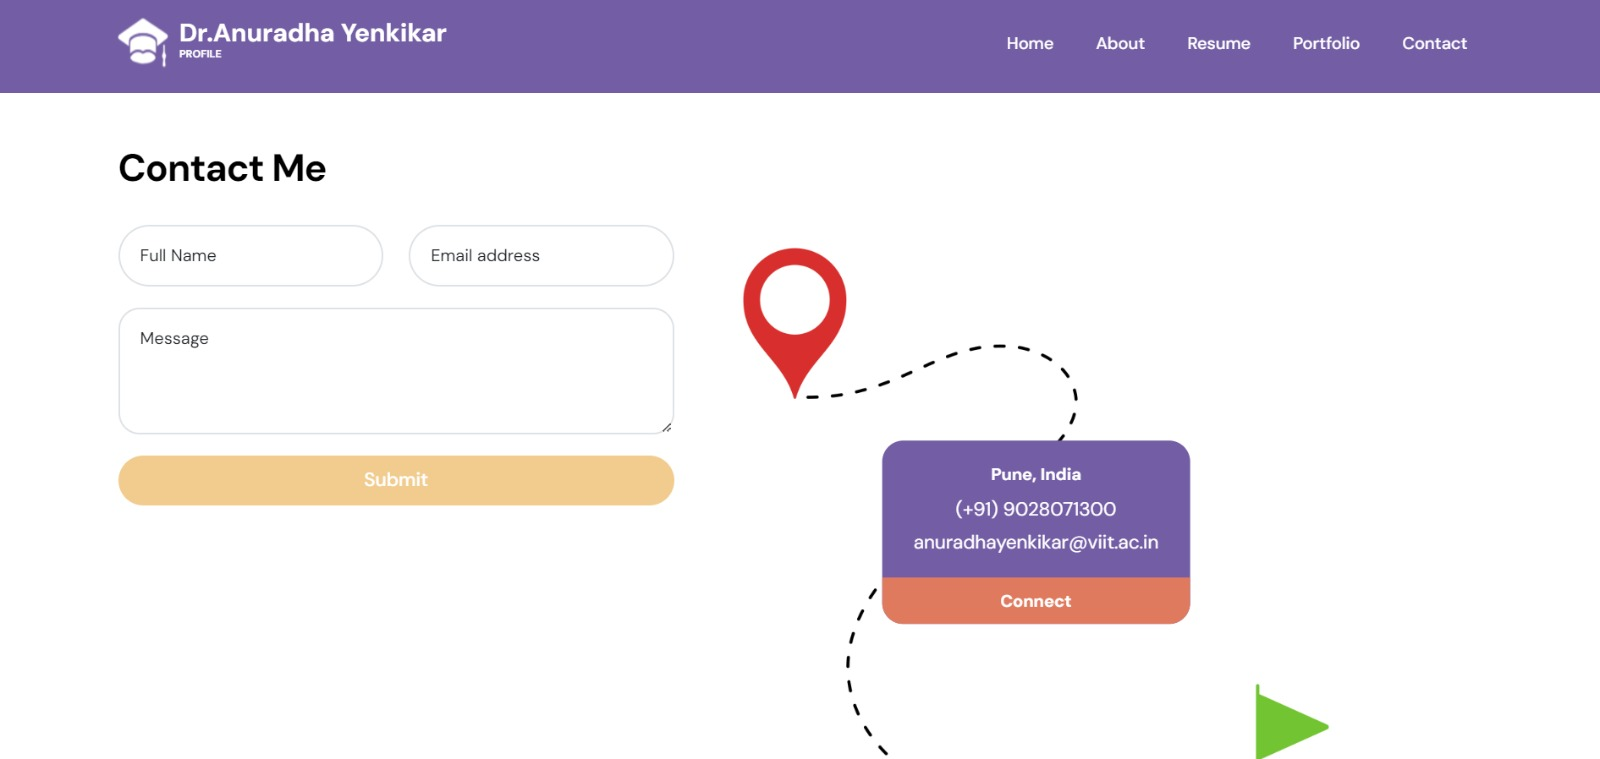 Dr.Anuradha Yenkikar
PROFILE
Home About Resume Portfolio Contact
Contact Me
Full Name
Email address
Message
Submit
Pune, India
(+91) 9028071300
anuradhayenkikar@viit.ac.in
Connect